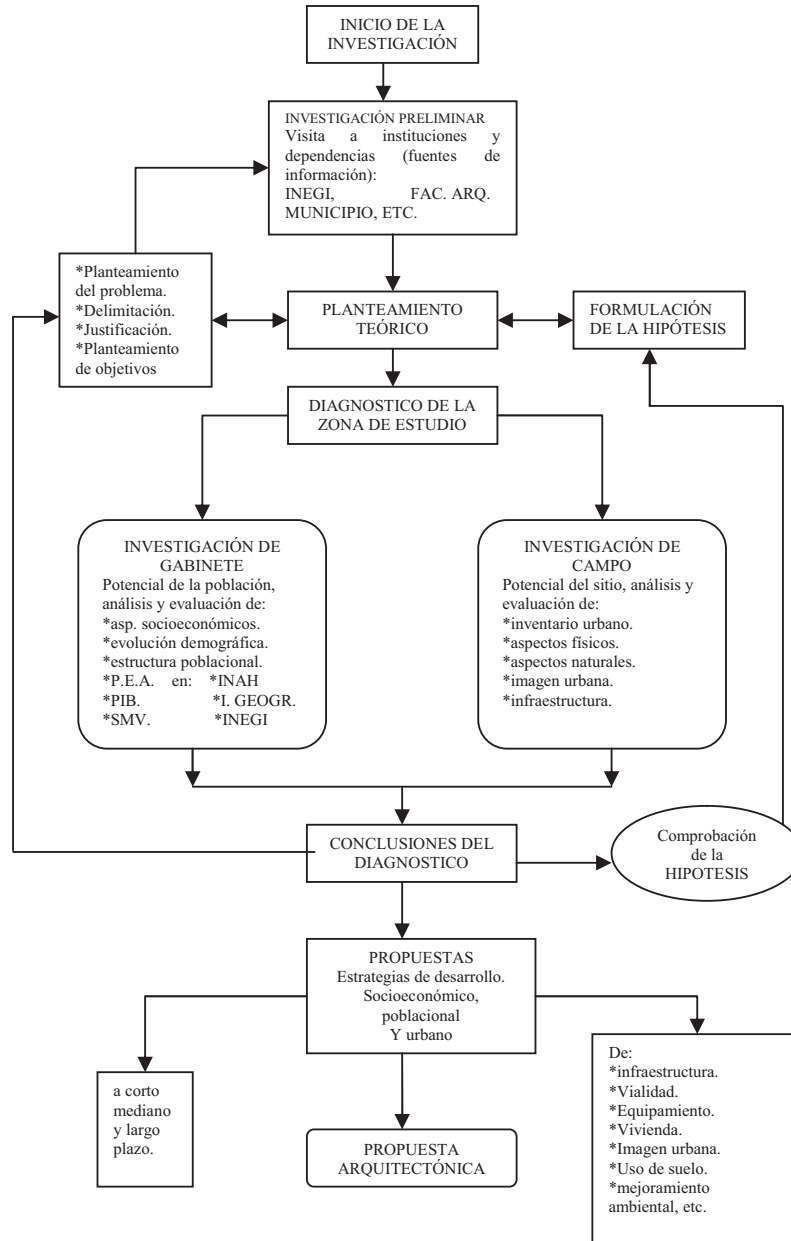 INICIO DE LA
INVESTIGACIÓN
INVESTIGACIÓN PRELIMINAR
Visita a instituciones y
dependencias (fuentes de
información):
INEGI, FAC. ARQ.
MUNICIPIO, ETC.
*Planteamiento
del problema.
*Delimitación.
*Justificación.
*Planteamiento
de objetivos
PLANTEAMIENTO
TEÓRICO
FORMULACIÓN
DE LA HIPÓTESIS
DIAGNOSTICO DE LA
ZONA DE ESTUDIO
INVESTIGACIÓN DE
GABINETE
Potencial de la población,
análisis y evaluación de:
*asp. socioeconómicos.
*evolución demográfica.
*estructura poblacional.
*P.E.A. en: *INAH
*PIB. *I. GEOGR.
*SMV. *INEGI
INVESTIGACIÓN DE
CAMPO
Potencial del sitio, análisis y
evaluación de:
*inventario urbano.
*aspectos físicos.
*aspectos naturales.
*imagen urbana.
*infraestructura.
CONCLUSIONES DEL
DIAGNOSTICO
Comprobación
de la
HIPOTESIS
PROPUESTAS
Estrategias de desarrollo.
Socioeconómico,
poblacional
Y urbano
a corto
mediano
y largo
plazo.
PROPUESTA
ARQUITECTÓNICA
De:
*infraestructura.
*Vialidad.
*Equipamiento.
*Vivienda.
*Imagen urbana.
*Uso de suelo.
*mejoramiento
ambiental, etc.